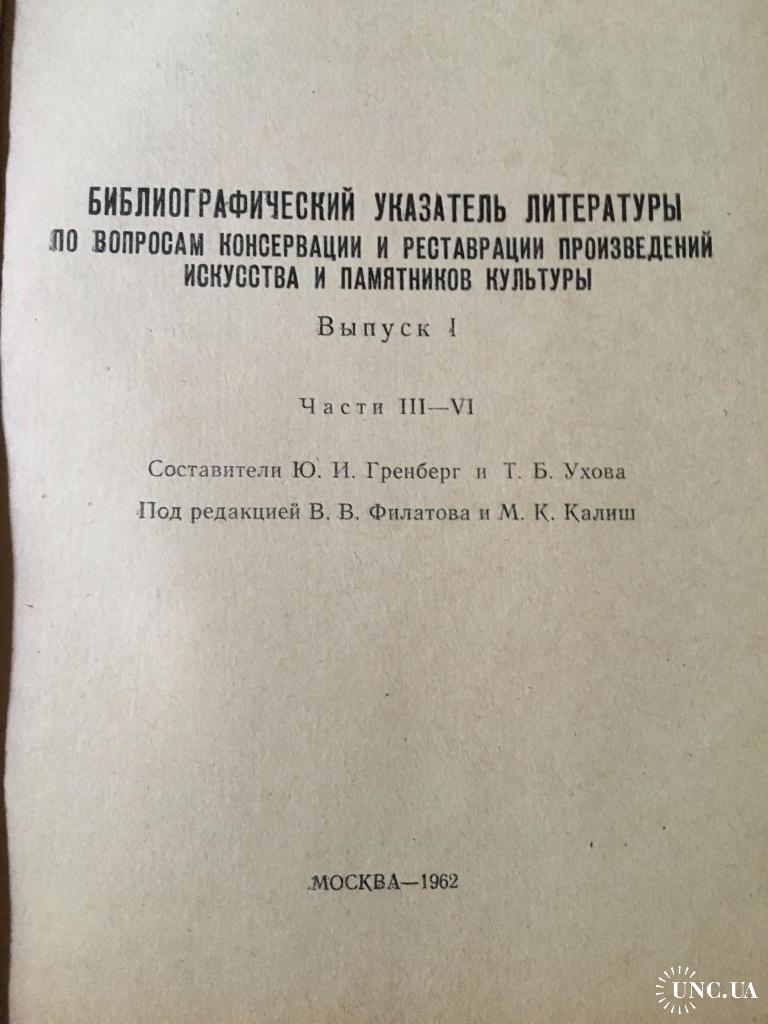 БИБЛИОГРАФИЧЕСКИЙ УКАЗАТЕЛЬ ЛИТЕРАТУРЫ
ПО ВОПРОСАМ КОНСЕРВАЦИИ И РЕСТАВРАЦИИ ПРОИЗВЕДЕНИЙ
ИСКУССТВА И ПАМЯТНИКОВ КУЛЬТУРЫ
Выпуск I
Части III—VI
Составители Ю. И. Гренберг и Т. Б. Ухова
Под редакцией В. В. Филатова и М. К. Калиш
МОСКВА—1962
UNC.UA